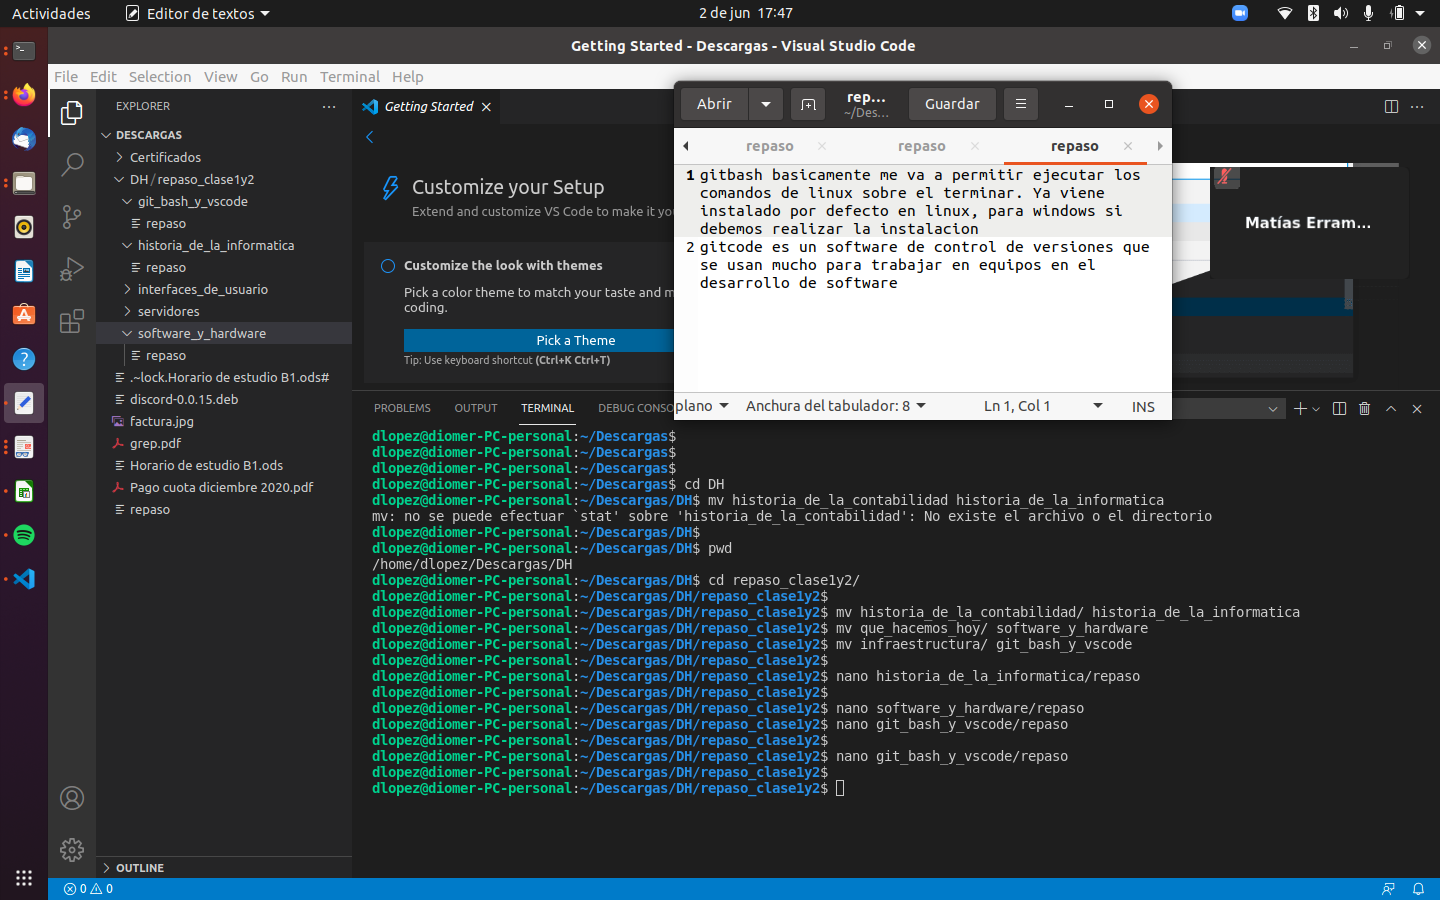 Actividades
Editor de textos
2 de jun 17:47
Getting Started - Descargas - Visual Studio Code
File Edit Selection View Go Run Terminal Help
EXPLORER
DESCARGAS
Certificados
DH / repaso_clase1y2
git_bash_y_vscode
repaso
historia_de_la_informatica
repaso
interfaces_de_usuario
servidores
software_y_hardware
repaso
.~lock.Horario de estudio B1.ods#
discord-0.0.15.deb
factura.jpg
grep.pdf
Horario de estudio B1.ods
Pago cuota diciembre 2020.pdf
repaso
OUTLINE
Getting Started
Customize your Setup
Extend and customize VS Code to make it you
Customize the look with themes
Pick a color theme to match your taste and m
coding.
Pick a Theme
Tip: Use keyboard shortcut (Ctrl+K Ctrl+T)
Abrir
rep...
~/Des...
Guardar
repaso repaso repaso
1 gitbash basicamente me va a permitir ejecutar los
comandos de linux sobre el terminar. Ya viene
instalado por defecto en linux, para windows si
debemos realizar la instalacion
2 gitcode es un software de control de versiones que
se usan mucho para trabajar en equipos en el
desarrollo de software
plano Anchura del tabulador: 8 Ln 1, Col 1 INS
Matías Erram...
PROBLEMS OUTPUT TERMINAL DEBUG CONSO
dlopez@diomer-PC-personal:~/Descargas$
dlopez@diomer-PC-personal:~/Descargas$
dlopez@diomer-PC-personal:~/Descargas$
dlopez@diomer-PC-personal:~/Descargas$ cd DH
dlopez@diomer-PC-personal:~/Descargas/DH$ mv historia_de_la_contabilidad historia_de_la_informatica
mv: no se puede efectuar `stat' sobre 'historia_de_la_contabilidad': No existe el archivo o el directorio
dlopez@diomer-PC-personal:~/Descargas/DH$
dlopez@diomer-PC-personal:~/Descargas/DH$ pwd
/home/dlopez/Descargas/DH
dlopez@diomer-PC-personal:~/Descargas/DH$ cd repaso_clase1y2/
dlopez@diomer-PC-personal:~/Descargas/DH/repaso_clase1y2$
dlopez@diomer-PC-personal:~/Descargas/DH/repaso_clase1y2$ mv historia_de_la_contabilidad/ historia_de_la_informatica
dlopez@diomer-PC-personal:~/Descargas/DH/repaso_clase1y2$ mv que_hacemos_hoy/ software_y_hardware
dlopez@diomer-PC-personal:~/Descargas/DH/repaso_clase1y2$ mv infraestructura/ git_bash_y_vscode
dlopez@diomer-PC-personal:~/Descargas/DH/repaso_clase1y2$
dlopez@diomer-PC-personal:~/Descargas/DH/repaso_clase1y2$ nano historia_de_la_informatica/repaso
dlopez@diomer-PC-personal:~/Descargas/DH/repaso_clase1y2$
dlopez@diomer-PC-personal:~/Descargas/DH/repaso_clase1y2$ nano software_y_hardware/repaso
dlopez@diomer-PC-personal:~/Descargas/DH/repaso_clase1y2$ nano git_bash_y_vscode/repaso
dlopez@diomer-PC-personal:~/Descargas/DH/repaso_clase1y2$
dlopez@diomer-PC-personal:~/Descargas/DH/repaso_clase1y2$ nano git_bash_y_vscode/repaso
dlopez@diomer-PC-personal:~/Descargas/DH/repaso_clase1y2$
dlopez@diomer-PC-personal:~/Descargas/DH/repaso_clase1y2$
0 0